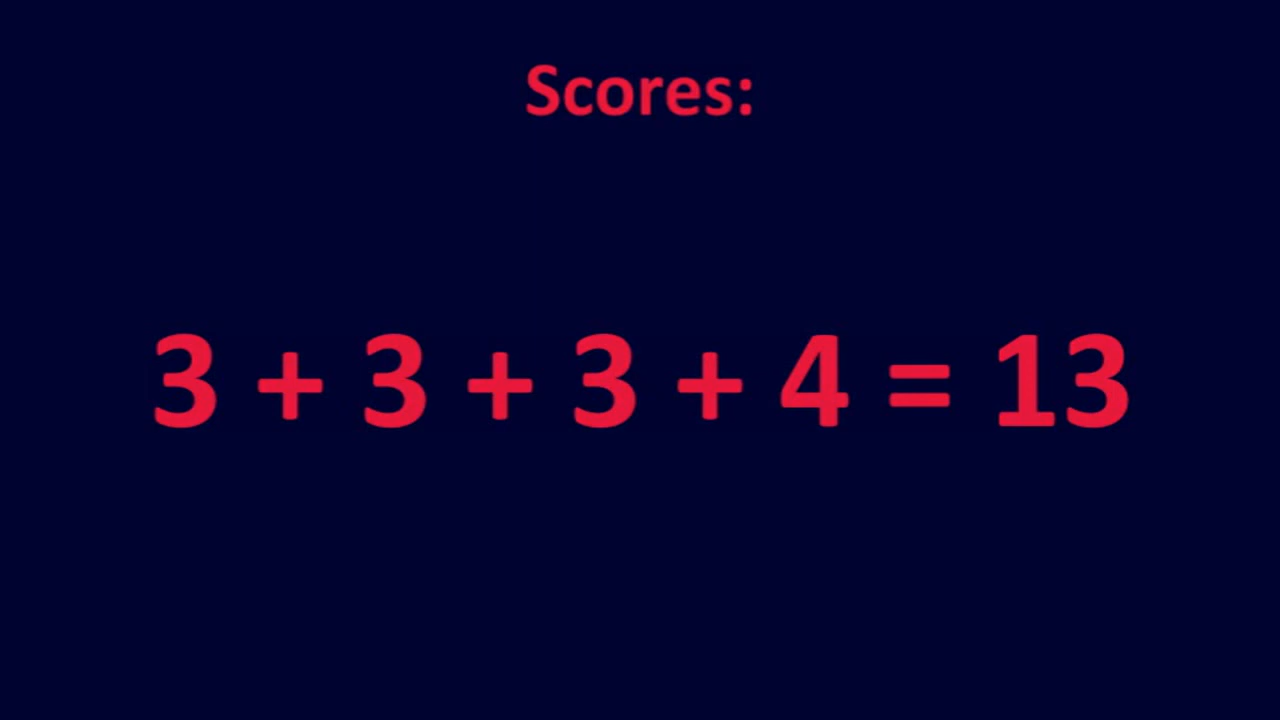 Scores:
3 + 3 + 3 + 4 = 13